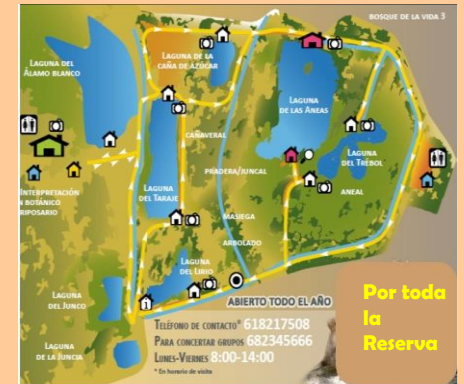 BOSQUE DE LA VIDA 3
LAGUNA DEL
ÁLAMO BLANCO
LAGUNA DE LA
CAÑA DE AZÚCAR
LAGUNA
DE LAS ANEAS
CAÑAVERAL
LAGUNA
DEL TRÉBOL
PRADERA/JUNCAL
INTERPRETACIÓN
N BOTÁNICO
RIPOSARIO
LAGUNA
DEL TARAJE
ANEAL
MASIEGA
ARBOLADO
LAGUNA
DEL LIRIO
LAGUNA
DEL JUNCO
1
ABIERTO TODO EL AÑO
LAGUNA
DE LA JUNCIA
TELÉFONO DE CONTACTO* 618217508
PARA CONCERTAR GRUPOS 682345666
LUNES-VIERNES 8:00-14:00
* En horario de visita
Por toda
la
Reserva